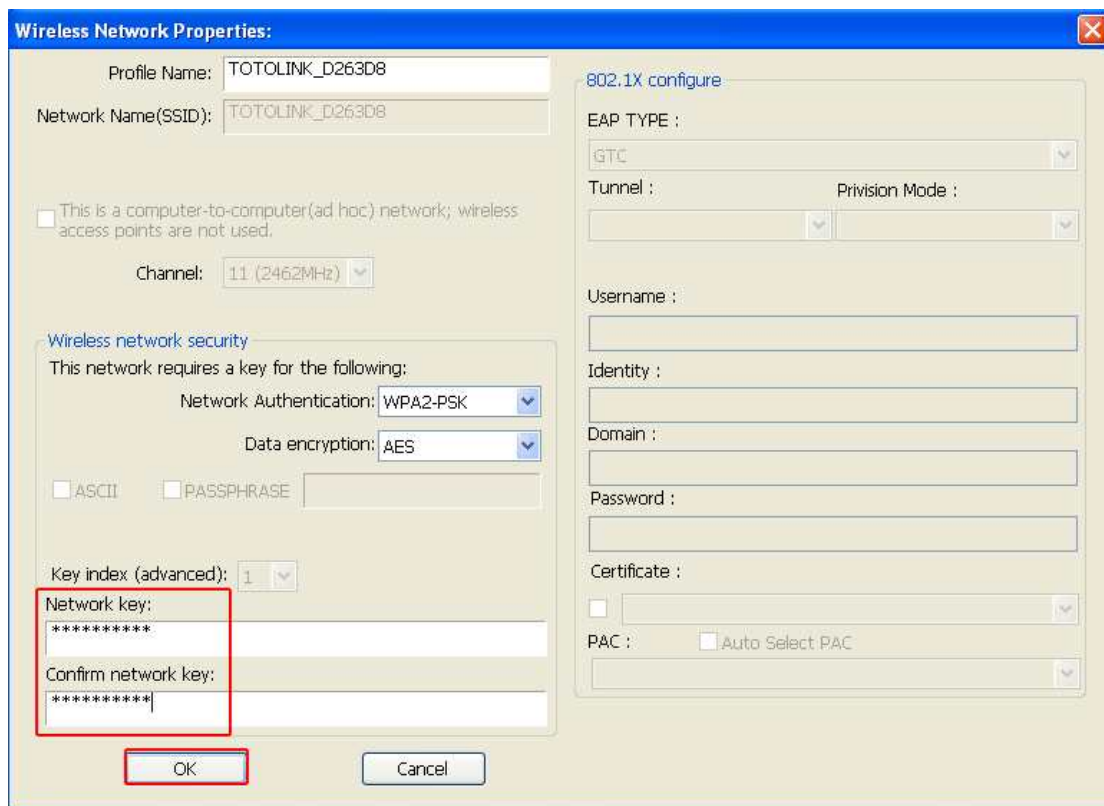 Wireless Network Properties:
Profile Name: TOTOLINK_D263D8
Network Name(SSID): TOTOLINK_D263D8
This is a computer-to-computer(ad hoc) network; wireless
access points are not used.
Channel: 11 (2462MHz)
Wireless network security
This network requires a key for the following:
Network Authentication: WPA2-PSK
Data encryption: AES
ASCII PASSPHRASE
Key index (advanced): 1
Network key:
**********
Confirm network key:
**********
OK Cancel
802.1X configure
EAP TYPE :
GTC
Tunnel : Privision Mode :
Username :
Identity :
Domain :
Password :
Certificate :
PAC : Auto Select PAC